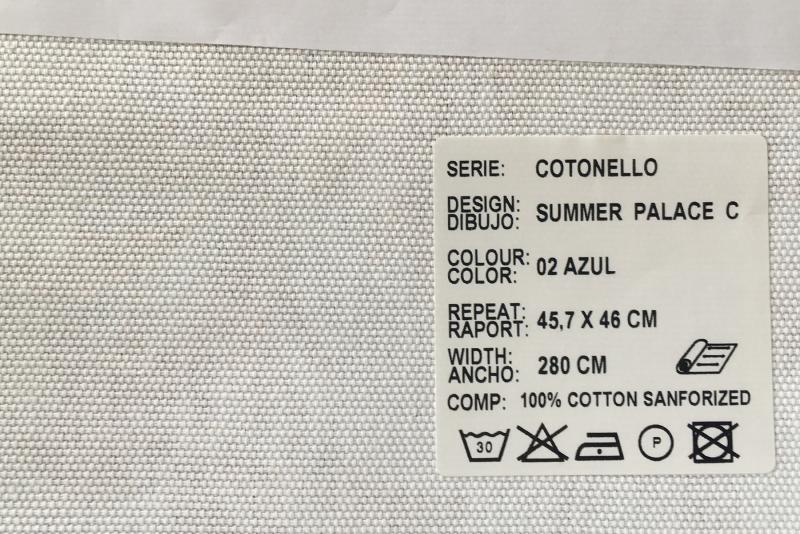 SERIE: COTONELLO
DESIGN:
DIBUJO: SUMMER PALACE C
COLOUR:
COLOR: 02 AZUL
REPEAT:
RAPORT: 45,7 X 46 CM
WIDTH:
ANCHO: 280 CM
COMP: 100% COTTON SANFORIZED
30 P